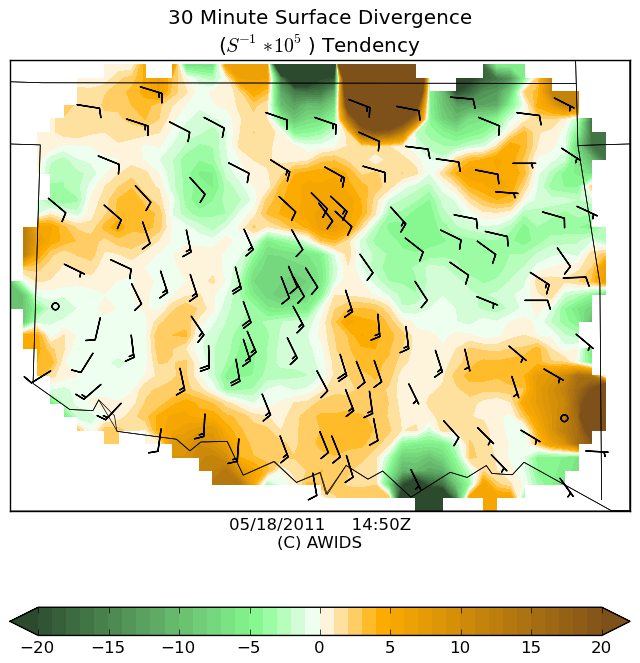 30 Minute Surface Divergence
(S⁻¹ *10⁵ ) Tendency
05/18/2011 14:50Z
(C) AWIDS
−20 −15 −10 −5 0 5 10 15 20